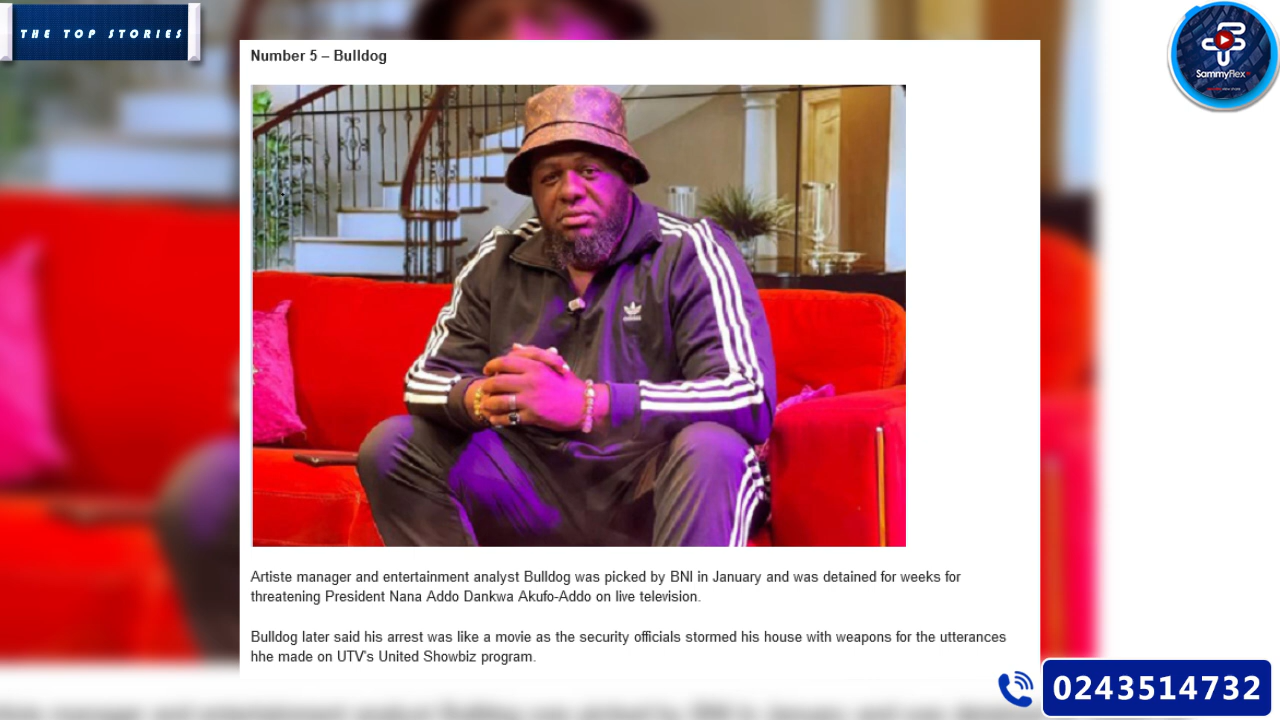 THE TOP STORIES
SammyFlex
Number 5 – Bulldog
adidas
Artiste manager and entertainment analyst Bulldog was picked by BNI in January and was detained for weeks for
threatening President Nana Addo Dankwa Akufo-Addo on live television.
Bulldog later said his arrest was like a movie as the security officials stormed his house with weapons for the utterances
hhe made on UTV's United Showbiz program.
0243514732